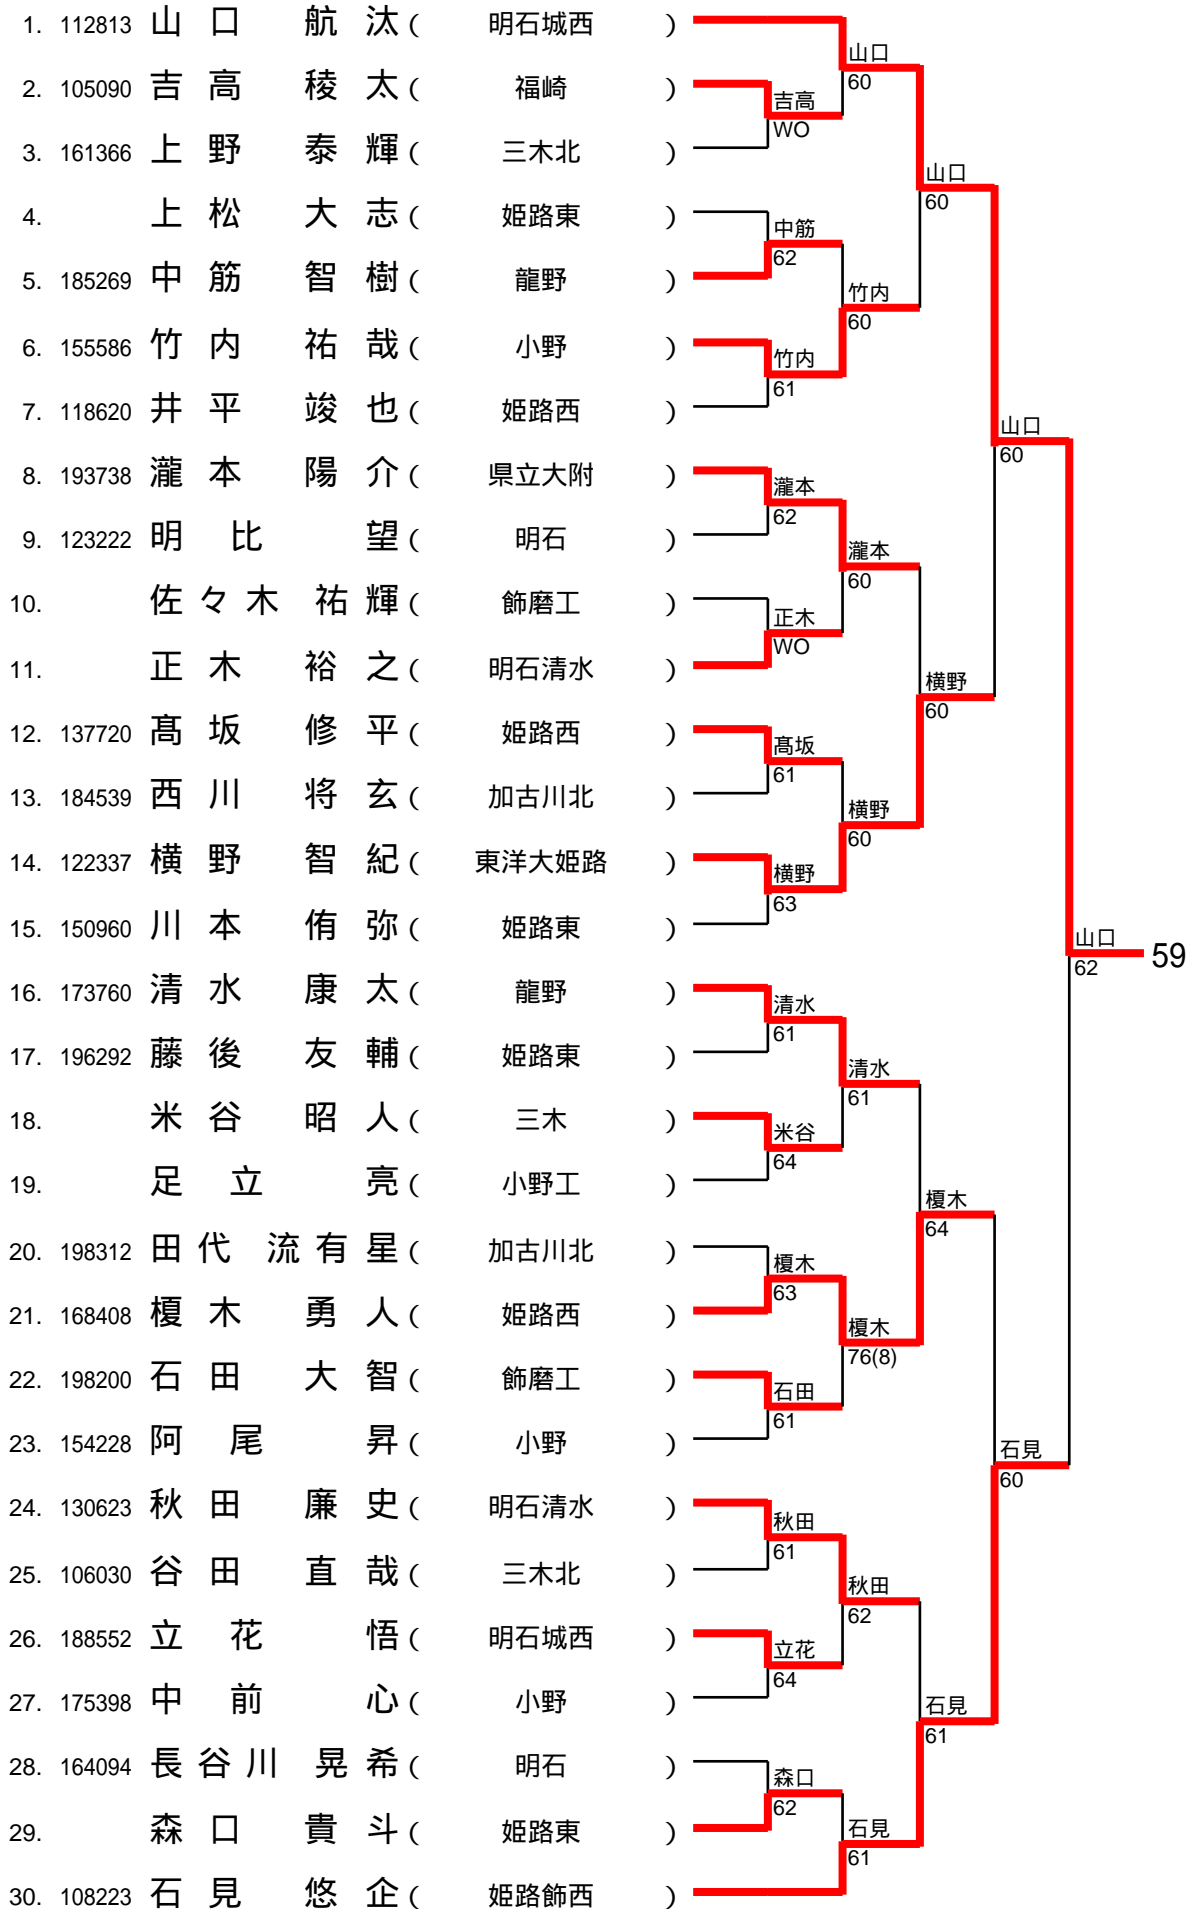 1. 112813 山口 航汰 ( 明石城西 )
山口
60
2. 105090 吉高 稜太 ( 福崎 )
吉高
WO
3. 161366 上野 泰輝 ( 三木北 )
山口
60
4. 上松 大志 ( 姫路東 )
中筋
62
5. 185269 中筋 智樹 ( 龍野 )
竹内
60
6. 155586 竹内 祐哉 ( 小野 )
竹内
61
7. 118620 井平 竣也 ( 姫路西 )
山口
60
8. 193738 瀧本 陽介 ( 県立大附 )
瀧本
62
9. 123222 明比 望 ( 明石 )
瀧本
60
10. 佐々木 祐輝 ( 飾磨工 )
正木
WO
11. 正木 裕之 ( 明石清水 )
横野
60
12. 137720 髙坂 修平 ( 姫路西 )
髙坂
61
13. 184539 西川 将玄 ( 加古川北 )
横野
60
14. 122337 横野 智紀 ( 東洋大姫路 )
横野
63
15. 150960 川本 侑弥 ( 姫路東 )
山口
62
59
16. 173760 清水 康太 ( 龍野 )
清水
61
17. 196292 藤後 友輔 ( 姫路東 )
清水
61
18. 米谷 昭人 ( 三木 )
米谷
64
19. 足立 亮 ( 小野工 )
榎木
64
20. 198312 田代 流有星 ( 加古川北 )
榎木
63
21. 168408 榎木 勇人 ( 姫路西 )
榎木
76(8)
22. 198200 石田 大智 ( 飾磨工 )
石田
61
23. 154228 阿尾 昇 ( 小野 )
石見
60
24. 130623 秋田 廉史 ( 明石清水 )
秋田
61
25. 106030 谷田 直哉 ( 三木北 )
秋田
62
26. 188552 立花 悟 ( 明石城西 )
立花
64
27. 175398 中前 心 ( 小野 )
石見
61
28. 164094 長谷川 晃希 ( 明石 )
森口
62
29. 森口 貴斗 ( 姫路東 )
石見
61
30. 108223 石見 悠企 ( 姫路飾西 )